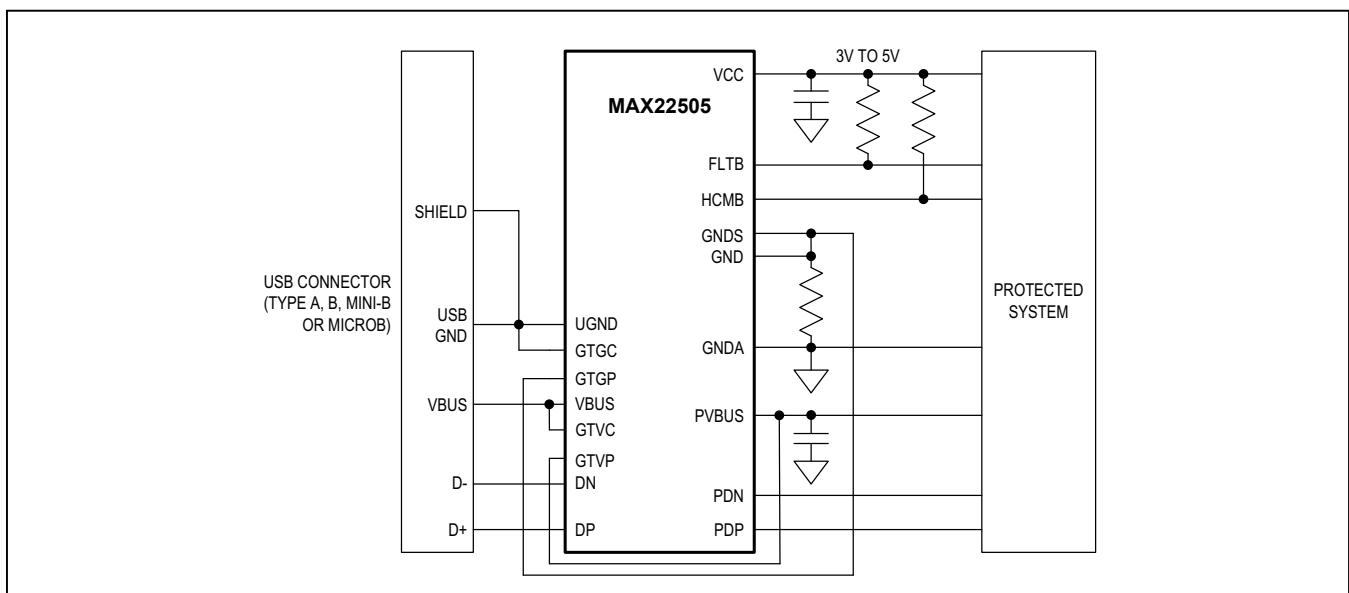 3V TO 5V
MAX22505
USB CONNECTOR
(TYPE A, B, MINI-B
OR MICROB)
SHIELD
USB
GND
VBUS
D-
D+
UGND
GTGC
GTGP
VBUS
GTVC
GTVP
DN
DP
VCC
FLTB
HCMB
GNDS
GND
GNDA
PVBUS
PDN
PDP
PROTECTED
SYSTEM